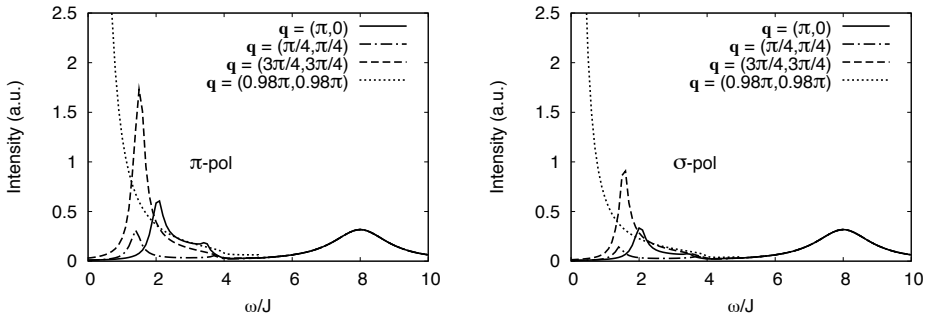 2.5
2
1.5
1
0.5
0
0 2 4 6 8 10
Intensity (a.u.)
ω/J
q = (π,0)
q = (π/4,π/4)
q = (3π/4,3π/4)
q = (0.98π,0.98π)
π-pol
2.5
2
1.5
1
0.5
0
0 2 4 6 8 10
Intensity (a.u.)
ω/J
q = (π,0)
q = (π/4,π/4)
q = (3π/4,3π/4)
q = (0.98π,0.98π)
σ-pol